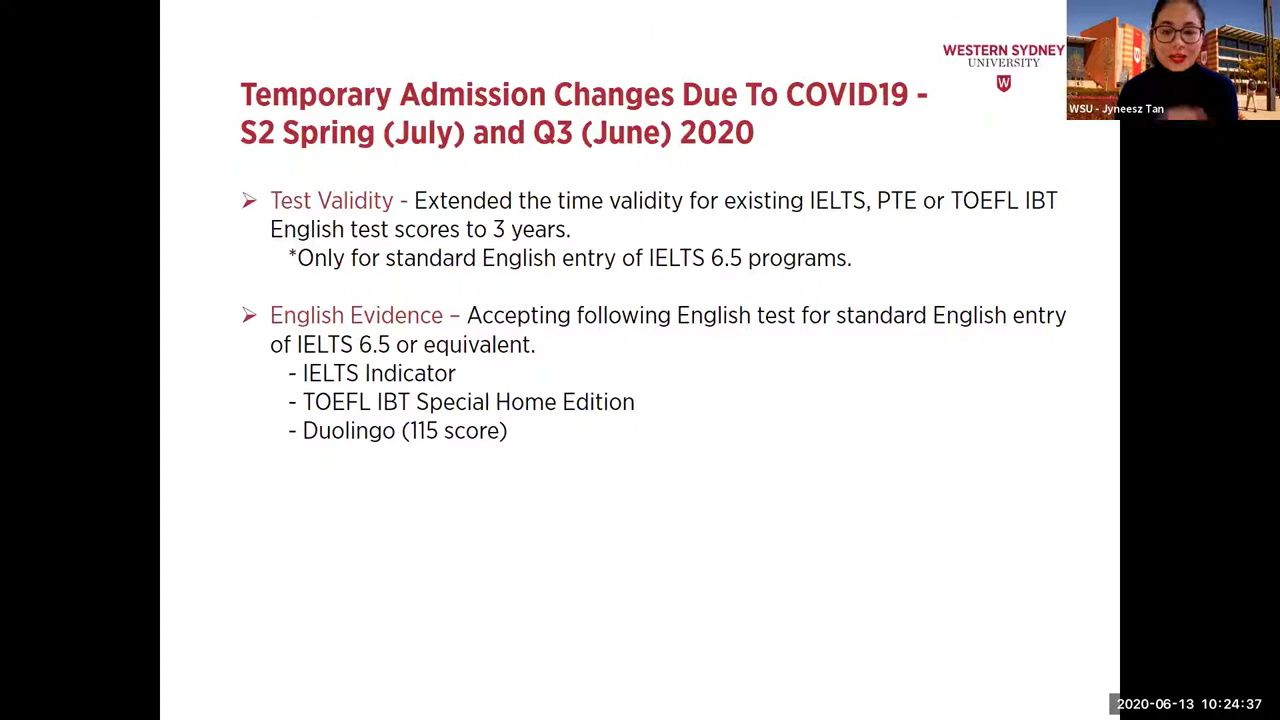 WESTERN SYDNEY
UNIVERSITY
W
WSU - Jyneesz Tan
Temporary Admission Changes Due To COVID19 -
S2 Spring (July) and Q3 (June) 2020
➢ Test Validity - Extended the time validity for existing IELTS, PTE or TOEFL IBT
English test scores to 3 years.
*Only for standard English entry of IELTS 6.5 programs.
➢ English Evidence – Accepting following English test for standard English entry
of IELTS 6.5 or equivalent.
- IELTS Indicator
- TOEFL IBT Special Home Edition
- Duolingo (115 score)
2020-06-13 10:24:37